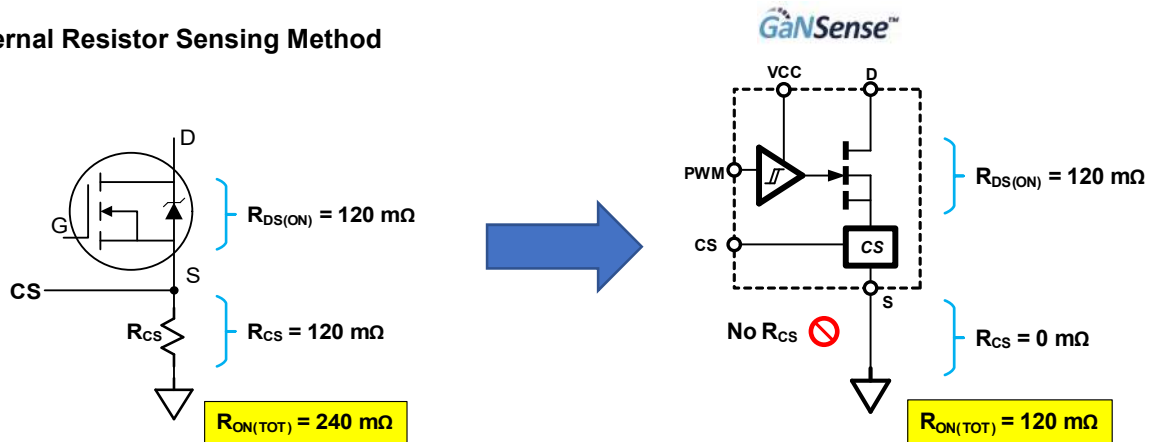 ernal Resistor Sensing Method
GaNSense™
D
G
S
CS
RCS
RDS(ON) = 120 mΩ
RCS = 120 mΩ
RON(TOT) = 240 mΩ
VCC
D
PWM
CS
CS
S
No RCS
RDS(ON) = 120 mΩ
RCS = 0 mΩ
RON(TOT) = 120 mΩ